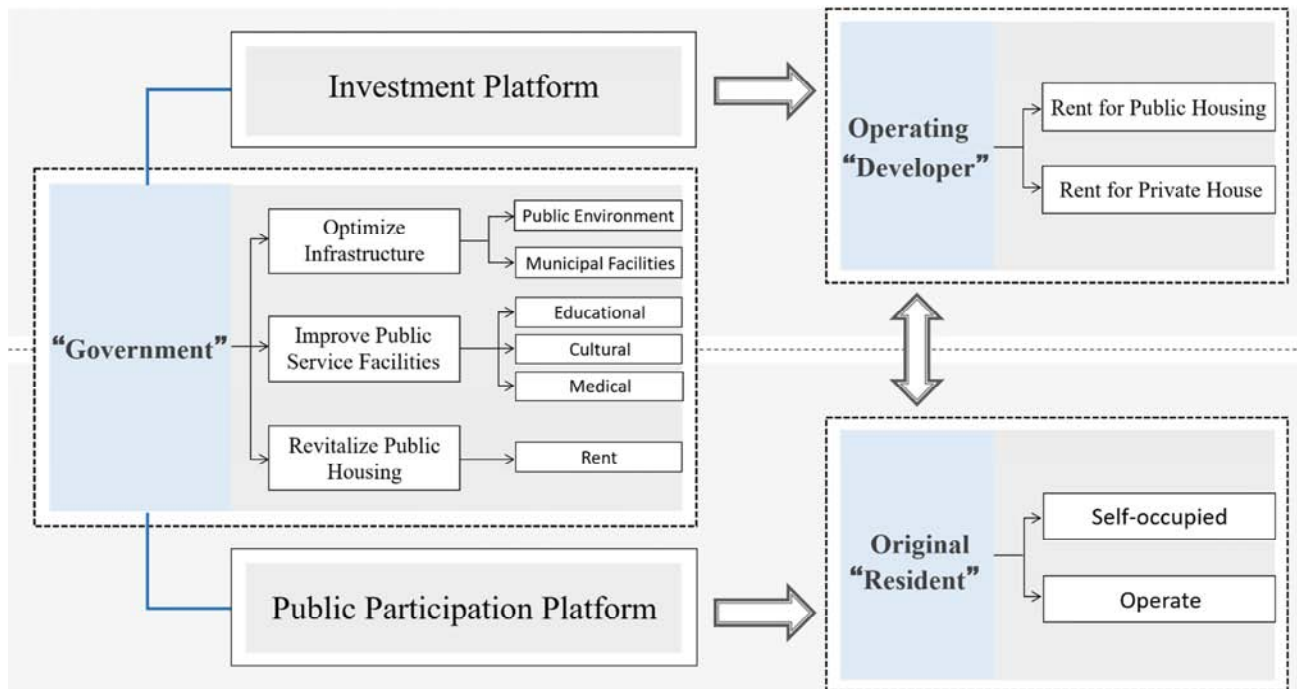 Investment Platform
“Government”
Optimize
Infrastructure
Public Environment
Municipal Facilities
Improve Public
Service Facilities
Educational
Cultural
Medical
Revitalize Public
Housing
Rent
Public Participation Platform
Operating
“Developer”
Rent for Public Housing
Rent for Private House
Original
“Resident”
Self-occupied
Operate